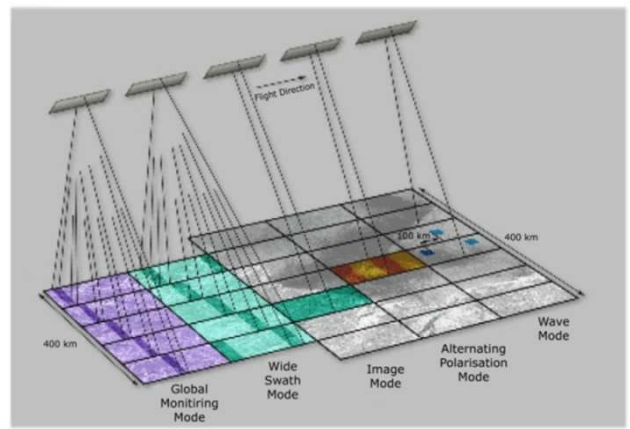 Flight Direction
100 km
400 km
400 km
Global
Monitiring
Mode
Wide
Swath
Mode
Image
Mode
Alternating
Polarisation
Mode
Wave
Mode